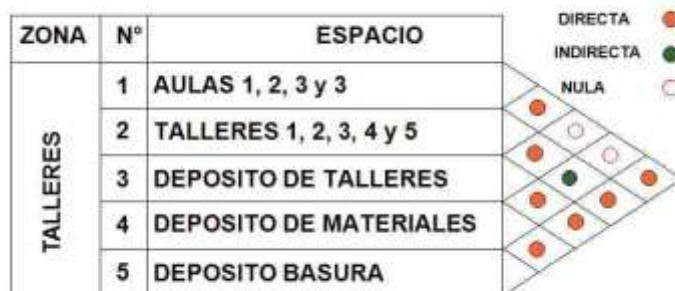 DIRECTA
INDIRECTA
NULA
ZONA Nº ESPACIO
TALLERES
1 AULAS 1, 2, 3 y 3
2 TALLERES 1, 2, 3, 4 y 5
3 DEPOSITO DE TALLERES
4 DEPOSITO DE MATERIALES
5 DEPOSITO BASURA